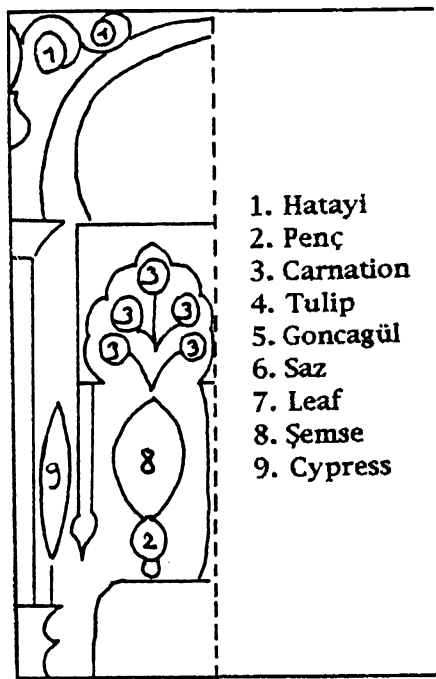 1 1
3
3 3
3 3
9 8
2
1. Hatayi
2. Penç
3. Carnation
4. Tulip
5. Goncagül
6. Saz
7. Leaf
8. Şemse
9. Cypress